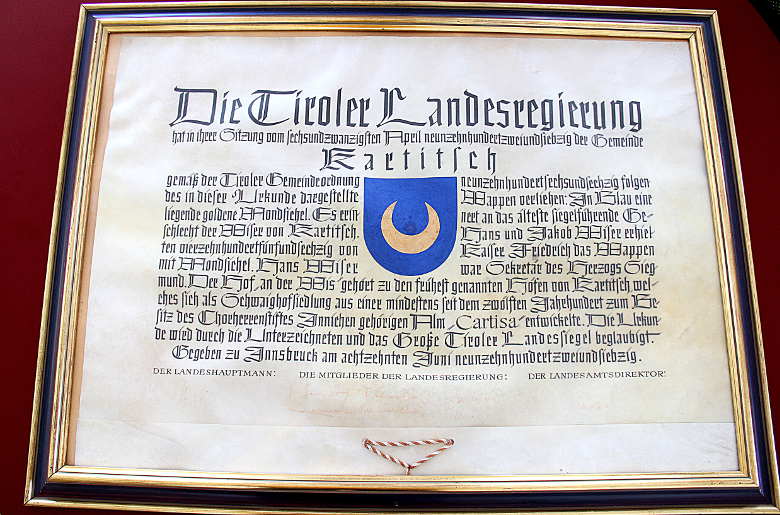 Die Tiroler Landesregierung
hat in ihrer Sitzung vom sechsundzwanzigsten April neunzehnhundertzweiundsiebzig der Gemeinde
Kartitsch
gemäß der Tiroler Gemeindeordnung neunzehnhundertsechsundsechzig folgen
des in dieser Urkunde dargestellte Wappen verliehen: In Blau eine
liegende goldene Mondsichel. Es erin nert an das älteste siegelführende Ge-
schlecht der Wiser von Kartitsch. Hans und Jakob Wiser erhiel
ten vierzehnhundertfünfundsechzig von Kaiser Friedrich das Wappen
mit Mondsichel. Hans Wiser war Sekretär des Herzogs Sieg-
mund. Der Hof „an der Wis“ gehört zu den frühest genannten Höfen von Kartitsch, wel-
ches sich als Schwaighofsiedlung aus einer mindestens seit dem zwölften Jahrhundert zum Be-
sitz des Chorherrenstiftes Innichen gehörigen Alm „Cartisa“ entwickelte. Die Urkun-
de wird durch die Unterzeichneten und das Große Tiroler Landessiegel beglaubigt.
Gegeben zu Innsbruck am achtzehnten Juni neunzehnhundertzweiundsiebzig.
DER LANDESHAUPTMANN: DIE MITGLIEDER DER LANDESREGIERUNG: DER LANDESAMTSDIREKTOR: